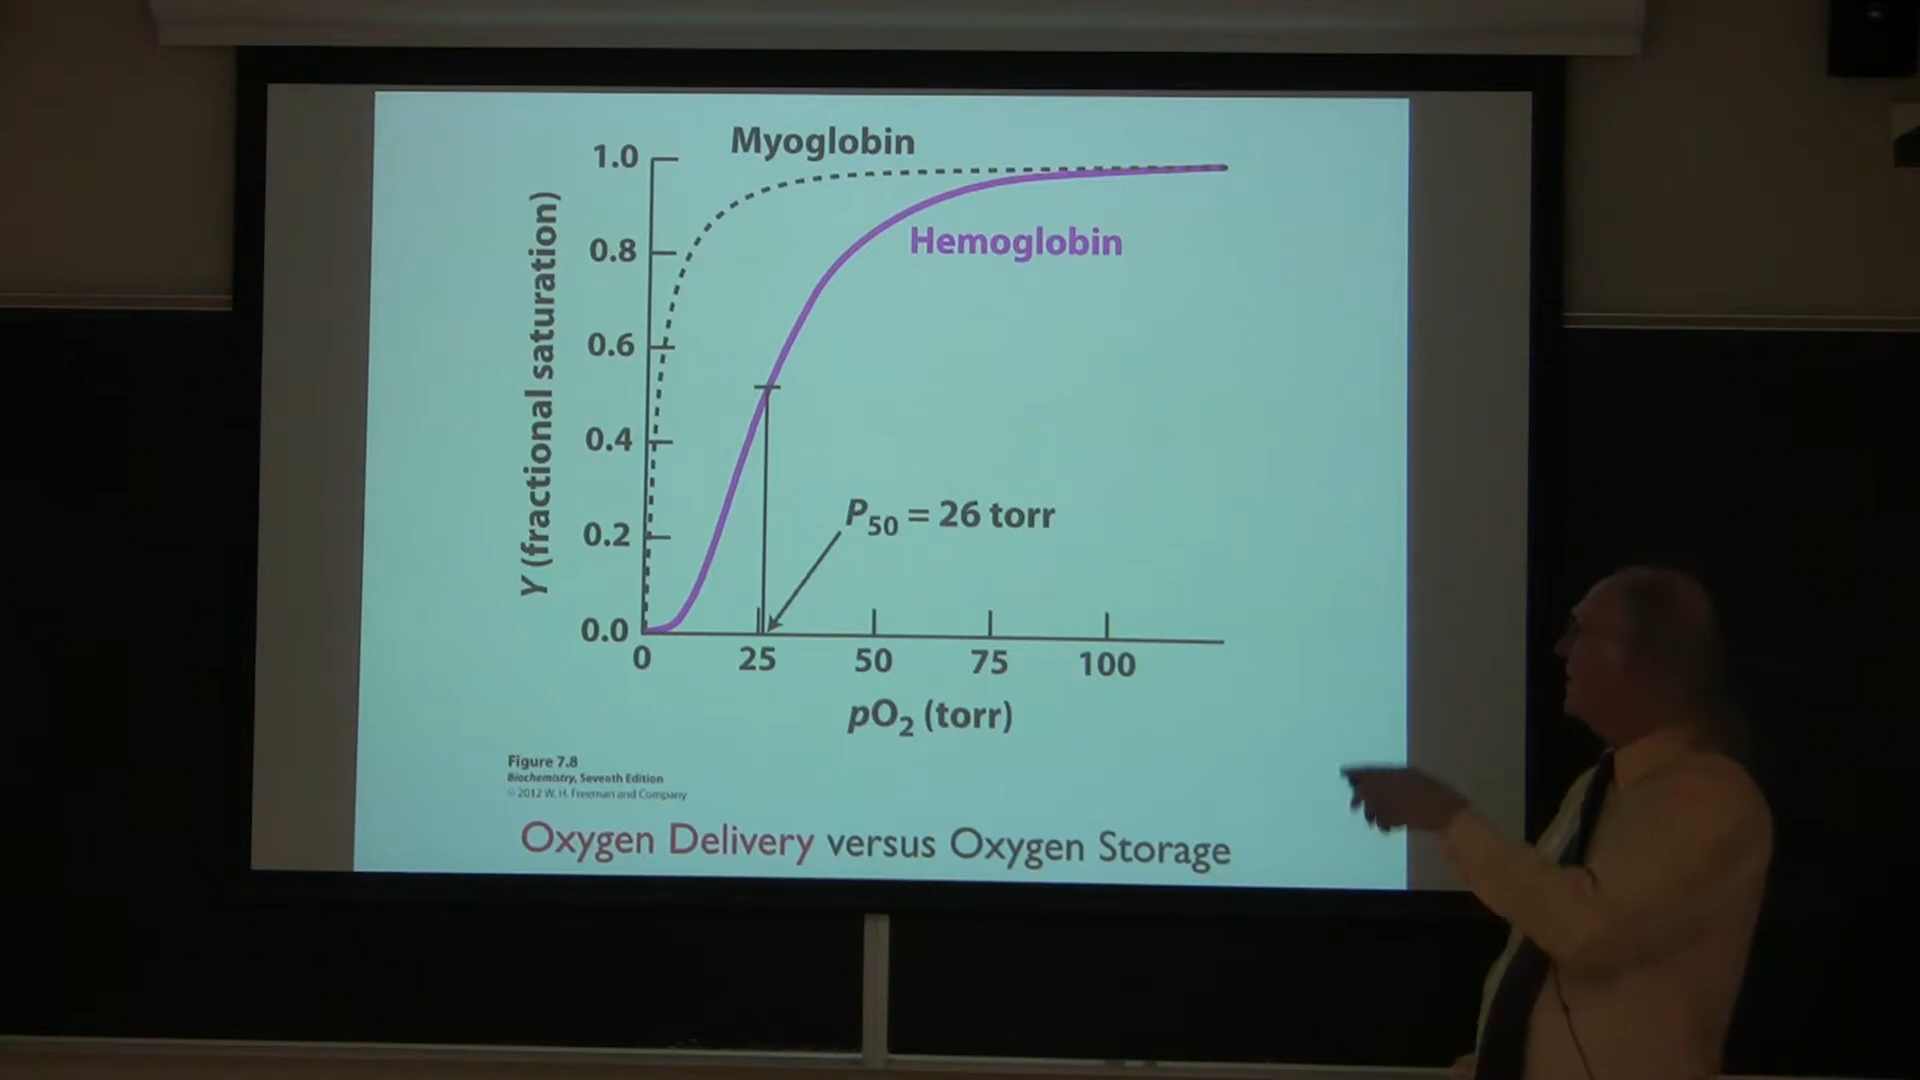 Myoglobin
1.0
0.8
Hemoglobin
0.6
0.4
P50 = 26 torr
0.2
0.0
0 25 50 75 100
Y (fractional saturation)
pO2 (torr)
Figure 7.8
Biochemistry, Seventh Edition
© 2012 W. H. Freeman and Company
Oxygen Delivery versus Oxygen Storage